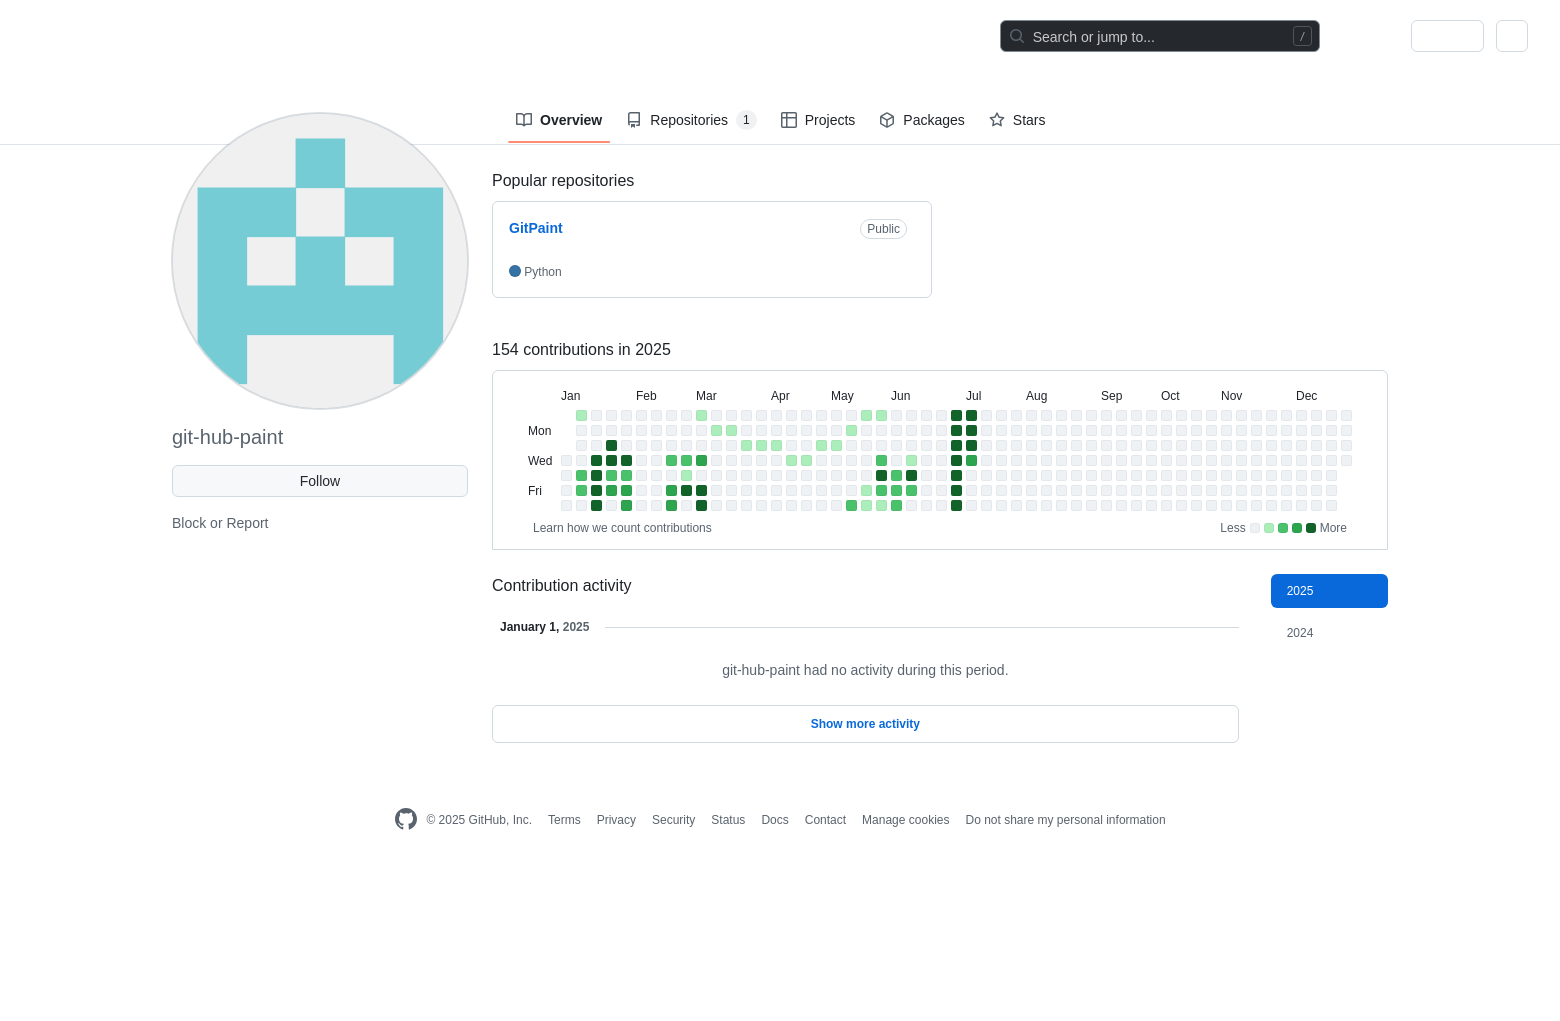 Search or jump to... /
Overview Repositories 1 Projects Packages Stars
git-hub-paint
Follow
Block or Report
Popular repositories
GitPaint Public
Python
154 contributions in 2025
Jan Feb Mar Apr May Jun Jul Aug Sep Oct Nov Dec
Mon
Wed
Fri
Learn how we count contributions Less More
Contribution activity
2025
2024
January 1, 2025
git-hub-paint had no activity during this period.
Show more activity
© 2025 GitHub, Inc. Terms Privacy Security Status Docs Contact Manage cookies Do not share my personal information